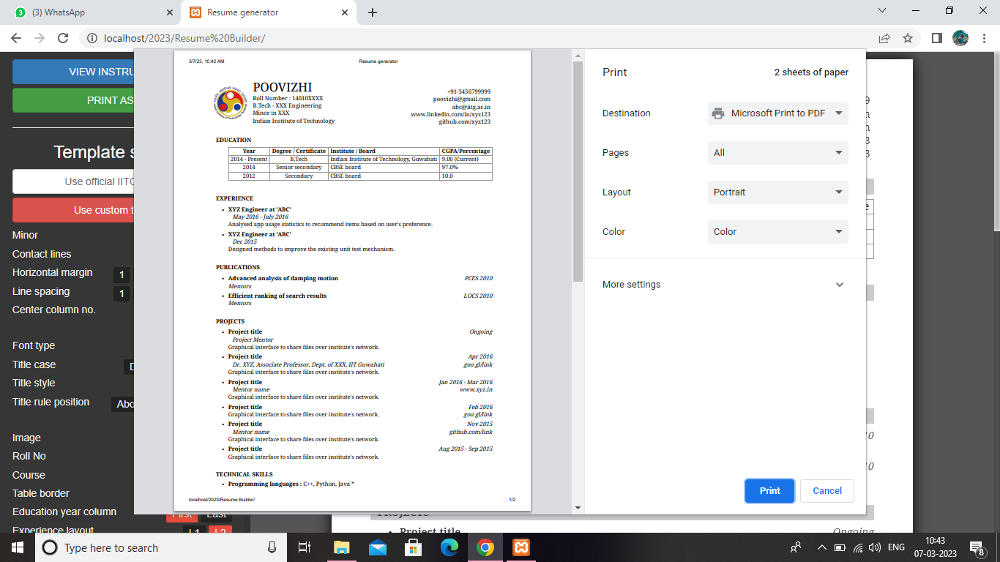 (3) WhatsApp
Resume generator
localhost/2023/Resume%20Builder/
VIEW INSTRU
PRINT AS
Template s
Use official IITG
Use custom t
Minor
Contact lines
Horizontal margin 1
Line spacing 1
Center column no.
Font type
Title case D
Title style
Title rule position Abo
Image
Roll No
Course
Table border
Education year column First Last
Experience layout L1 L2
3/7/23, 10:42 AM Resume generator
POOVIZHI
Roll Number : 14010XXXX
B.Tech - XXX Engineering
Minor in XXX
Indian Institute of Technology
+91-3456799999
poovizhi@gmail.com
abc@iitg.ac.in
www.linkedin.com/in/xyz123
github.com/xyz123
EDUCATION
Year Degree / Certificate Institute / Board CGPA/Percentage
2014 - Present B.Tech Indian Institute of Technology, Guwahati 9.00 (Current)
2014 Senior secondary CBSE board 97.0%
2012 Secondary CBSE board 10.0
EXPERIENCE
• XYZ Engineer at 'ABC'
May 2016 - July 2016
Analysed app usage statistics to recommend items based on user's preference.
• XYZ Engineer at 'ABC'
Dec 2015
Designed methods to improve the existing unit test mechanism.
PUBLICATIONS
• Advanced analysis of damping motion PCES 2010
Mentors
• Efficient ranking of search results LOCS 2010
Mentors
PROJECTS
• Project title Ongoing
Project Mentor
Graphical interface to share files over institute's network.
• Project title Apr 2016
Dr. XYZ, Associate Professor, Dept. of XXX, IIT Guwahati goo.gl/link
Graphical interface to share files over institute's network.
• Project title Jan 2016 - Mar 2016
Mentor name www.xyz.in
Graphical interface to share files over institute's network.
• Project title Feb 2016
Graphical interface to share files over institute's network. goo.gl/link
• Project title Nov 2015
Mentor name github.com/link
Graphical interface to share files over institute's network.
• Project title Aug 2015 - Sep 2015
Graphical interface to share files over institute's network.
TECHNICAL SKILLS
• Programming languages : C++, Python, Java *
localhost/2023/Resume Builder/ 1/2
Print 2 sheets of paper
Destination Microsoft Print to PDF
Pages All
Layout Portrait
Color Color
More settings
Print Cancel
9
n
n
3
3
e
10
10
• Project title Ongoing
Type here to search
ENG
10:43
07-03-2023
8